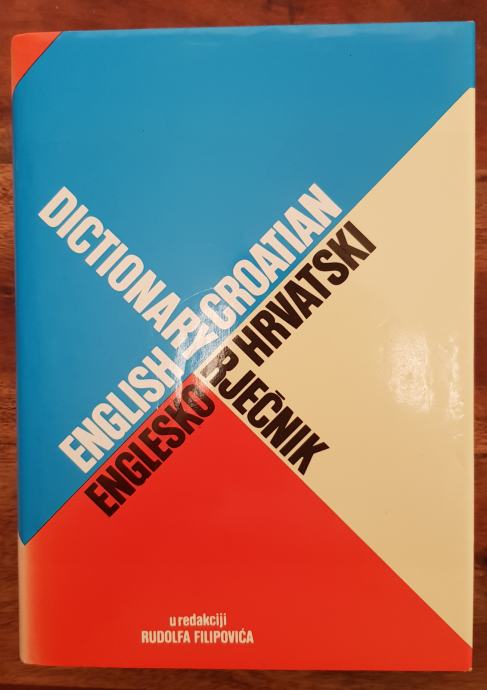 DICTIONARY
ENGLISH CROATIAN
ENGLESKO HRVATSKI
RJEČNIK
u redakciji
RUDOLFA FILIPOVIĆA